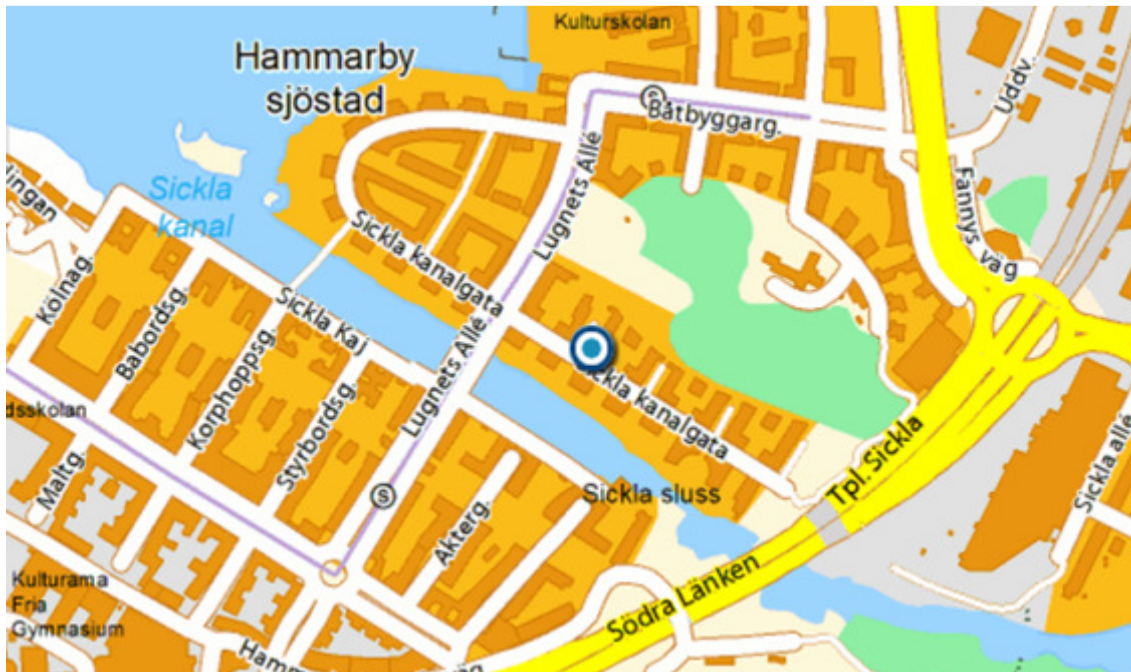 Kulturskolan
Hammarby
sjöstad
S
Båtbyggarg.
Uddv.
Fannys väg
Sickla
kanal
Lugnets Allé
Sickla kanalgata
Kölnag.
Babordsg.
Korphoppsg.
Styrbordsg.
Sickla Kaj
Lugnets Allé
Sickla kanalgata
Tpl. Sickla
Sickla allé
Maltg.
S
Akterg.
Sickla sluss
Södra Länken
Kulturama
Fria
Gymnasium